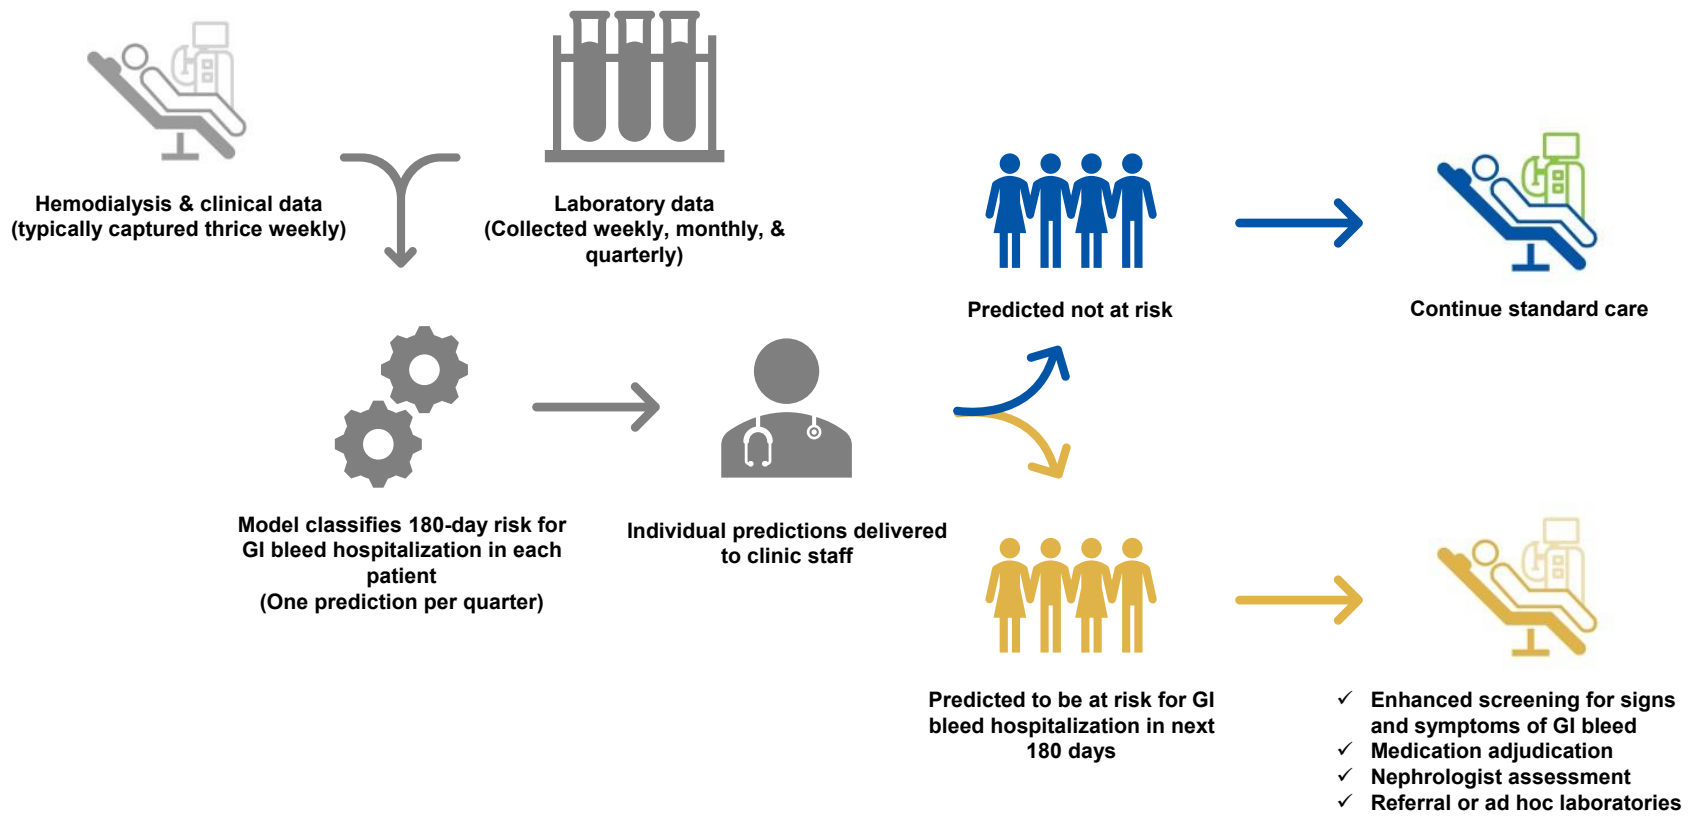 Hemodialysis & clinical data
(typically captured thrice weekly)
Laboratory data
(Collected weekly, monthly, &
quarterly)
Predicted not at risk
Continue standard care
Model classifies 180-day risk for
GI bleed hospitalization in each
patient
(One prediction per quarter)
Individual predictions delivered
to clinic staff
Predicted to be at risk for GI
bleed hospitalization in next
180 days
✓ Enhanced screening for signs
and symptoms of GI bleed
✓ Medication adjudication
✓ Nephrologist assessment
✓ Referral or ad hoc laboratories